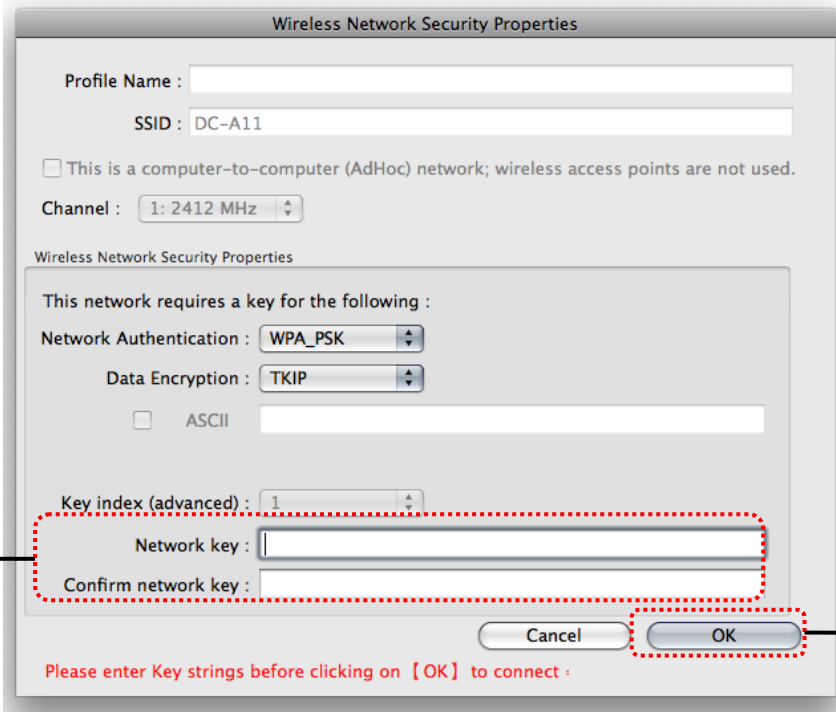 Wireless Network Security Properties
Profile Name :
SSID : DC-A11
This is a computer-to-computer (AdHoc) network; wireless access points are not used.
Channel : 1: 2412 MHz
Wireless Network Security Properties
This network requires a key for the following :
Network Authentication : WPA_PSK
Data Encryption : TKIP
ASCII
Key index (advanced) : 1
Network key :
Confirm network key :
Cancel OK
Please enter Key strings before clicking on 【OK】 to connect :